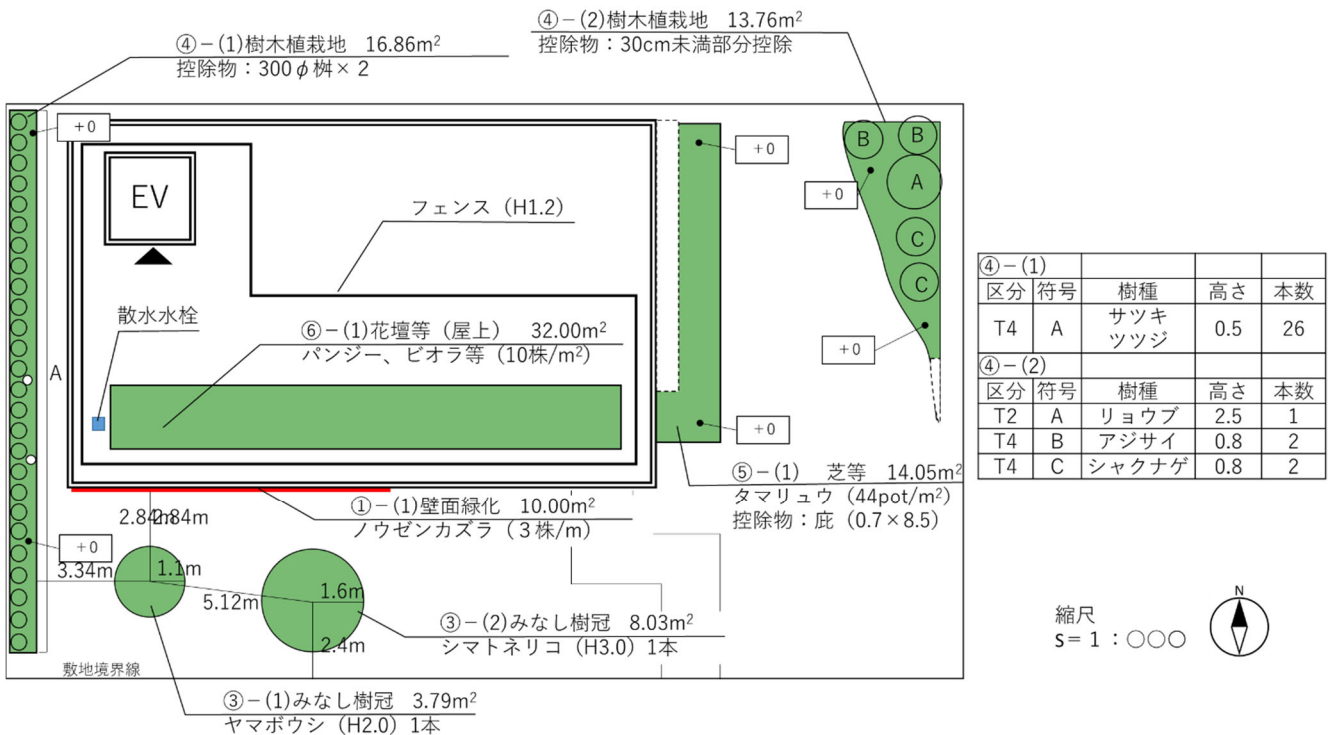 ④－(1)樹木植栽地　16.86m²
控除物：300φ桝×２
④－(2)樹木植栽地　13.76m²
控除物：30cm未満部分控除
+0
+0
+0
+0
+0
+0
B
B
A
C
C
EV
フェンス（H1.2）
散水水栓
⑥－(1)花壇等（屋上）　32.00m²
パンジー、ビオラ等（10株/m²）
A
⑤－(1)　芝等　14.05m²
タマリュウ（44pot/m²）
控除物：庇（0.7×8.5）
①－(1)壁面緑化　10.00m²
ノウゼンカズラ（３株/m）
2.84m
2.84m
3.34m
1.1m
5.12m
1.6m
2.4m
③－(2)みなし樹冠　8.03m²
シマトネリコ（H3.0）1本
敷地境界線
③－(1)みなし樹冠　3.79m²
ヤマボウシ（H2.0）1本
④－(1)
区分 符号 樹種 高さ 本数
T4 A サツキ
ツツジ 0.5 26
④－(2)
区分 符号 樹種 高さ 本数
T2 A リョウブ 2.5 1
T4 B アジサイ 0.8 2
T4 C シャクナゲ 0.8 2
縮尺
s=１：〇〇〇
N